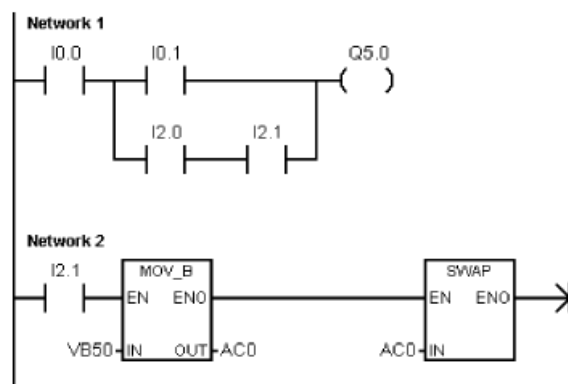 Network 1
I0.0 I0.1 Q5.0
I2.0 I2.1
Network 2
I2.1 MOV_B SWAP
EN ENO EN ENO
VB50 IN OUT AC0 AC0 IN